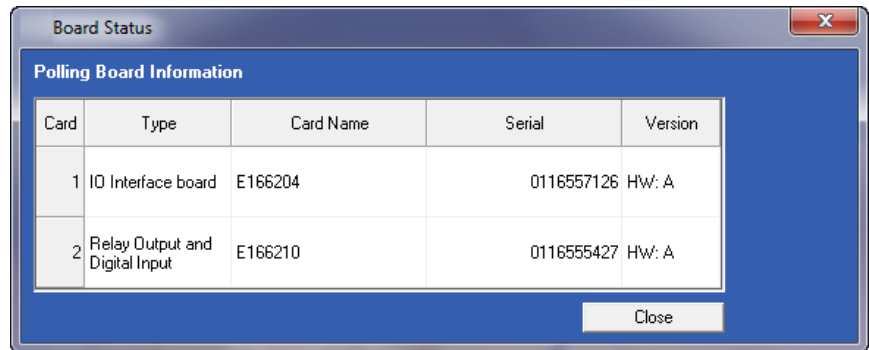 Board Status
Polling Board Information
Card Type Card Name Serial Version
1 IO Interface board E166204 0116557126 HW: A
2 Relay Output and Digital Input E166210 0116555427 HW: A
Close